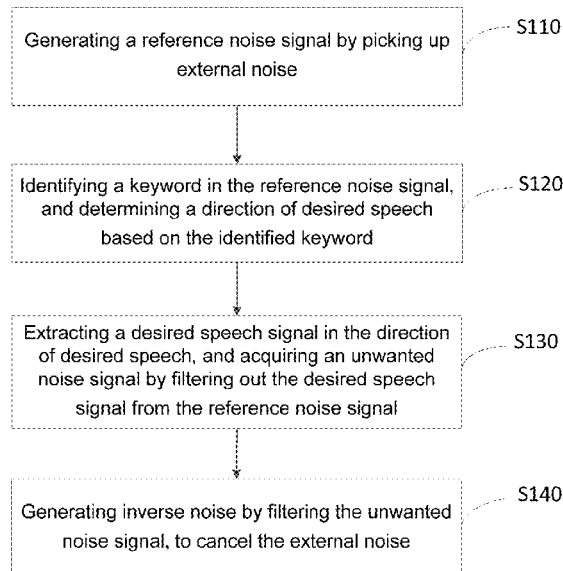 Generating a reference noise signal by picking up
external noise
S110
Identifying a keyword in the reference noise signal,
and determining a direction of desired speech
based on the identified keyword
S120
Extracting a desired speech signal in the direction
of desired speech, and acquiring an unwanted
noise signal by filtering out the desired speech
signal from the reference noise signal
S130
Generating inverse noise by filtering the unwanted
noise signal, to cancel the external noise
S140